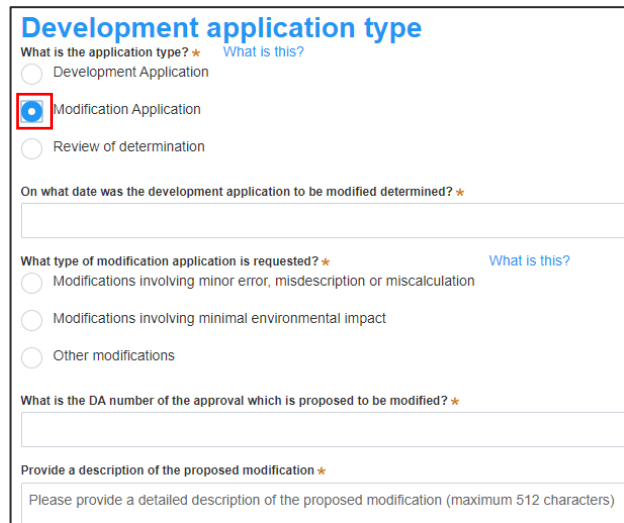 Development application type
What is the application type? * What is this?
Development Application
Modification Application
Review of determination
On what date was the development application to be modified determined? *
What type of modification application is requested? * What is this?
Modifications involving minor error, misdescription or miscalculation
Modifications involving minimal environmental impact
Other modifications
What is the DA number of the approval which is proposed to be modified? *
Provide a description of the proposed modification *
Please provide a detailed description of the proposed modification (maximum 512 characters)